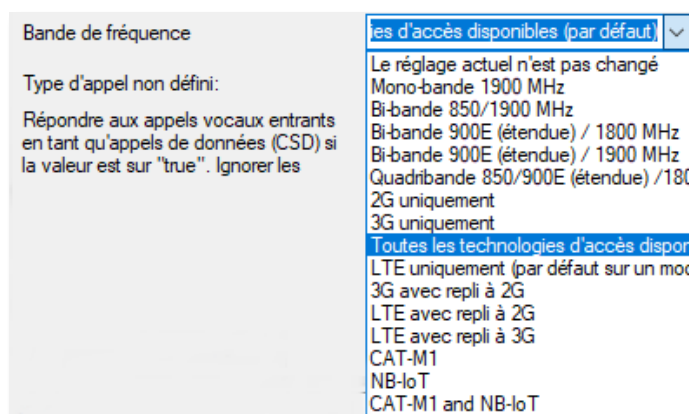 Bande de fréquence
ies d'accès disponibles (par défaut)
Type d'appel non défini:
Répondre aux appels vocaux entrants
en tant qu'appels de données (CSD) si
la valeur est sur "true". Ignorer les
Le réglage actuel n'est pas changé
Mono-bande 1900 MHz
Bi-bande 850/1900 MHz
Bi-bande 900E (étendue) / 1800 MHz
Bi-bande 900E (étendue) / 1900 MHz
Quadribande 850/900E (étendue) /180
2G uniquement
3G uniquement
Toutes les technologies d'accès dispon
LTE uniquement (par défaut sur un mod
3G avec repli à 2G
LTE avec repli à 2G
LTE avec repli à 3G
CAT-M1
NB-IoT
CAT-M1 and NB-IoT